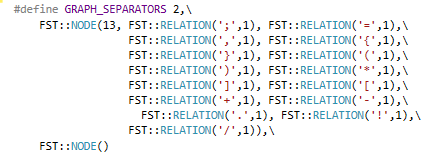 #define GRAPH_SEPARATORS 2,\
FST::NODE(13, FST::RELATION(';',1), FST::RELATION('=',1),\
FST::RELATION(',',1), FST::RELATION('{',1),\
FST::RELATION('}',1), FST::RELATION('(',1),\
FST::RELATION(')',1), FST::RELATION('*',1),\
FST::RELATION(']',1), FST::RELATION('[',1),\
FST::RELATION('+',1), FST::RELATION('-',1),\
FST::RELATION('.',1), FST::RELATION('!',1),\
FST::RELATION('/',1)),\
FST::NODE()